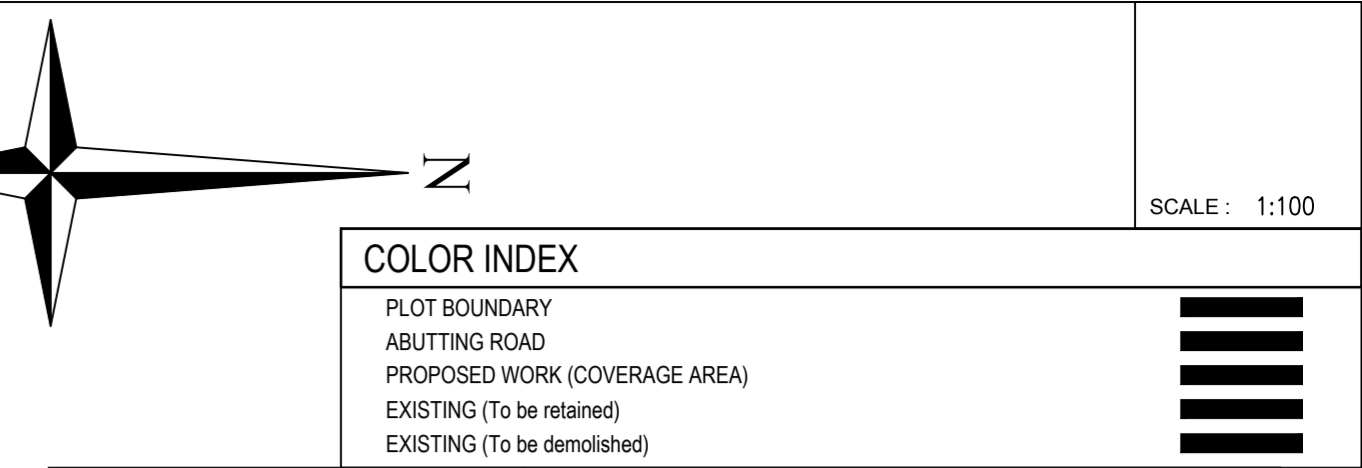 N
SCALE : 1:100
COLOR INDEX
PLOT BOUNDARY
ABUTTING ROAD
PROPOSED WORK (COVERAGE AREA)
EXISTING (To be retained)
EXISTING (To be demolished)